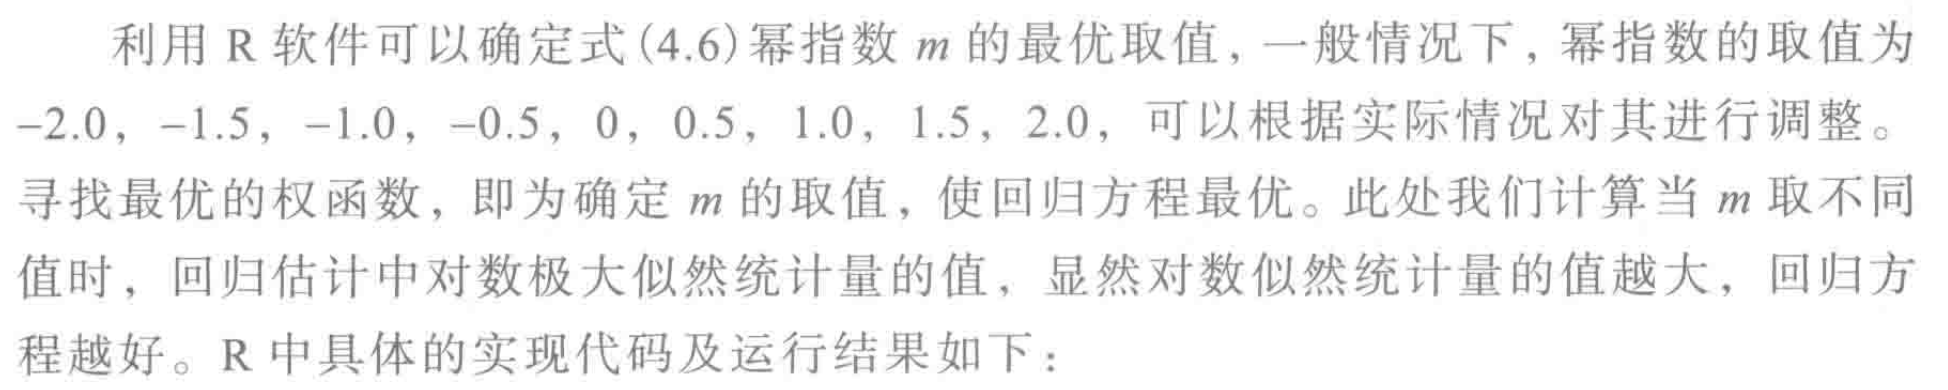 利用 R 软件可以确定式(4.6)幂指数 m 的最优取值,一般情况下,幂指数的取值为
-2.0, -1.5, -1.0, -0.5, 0, 0.5, 1.0, 1.5, 2.0, 可以根据实际情况对其进行调整。
寻找最优的权函数,即为确定 m 的取值,使回归方程最优。此处我们计算当 m 取不同
值时,回归估计中对数极大似然统计量的值,显然对数似然统计量的值越大,回归方
程越好。R 中具体的实现代码及运行结果如下: